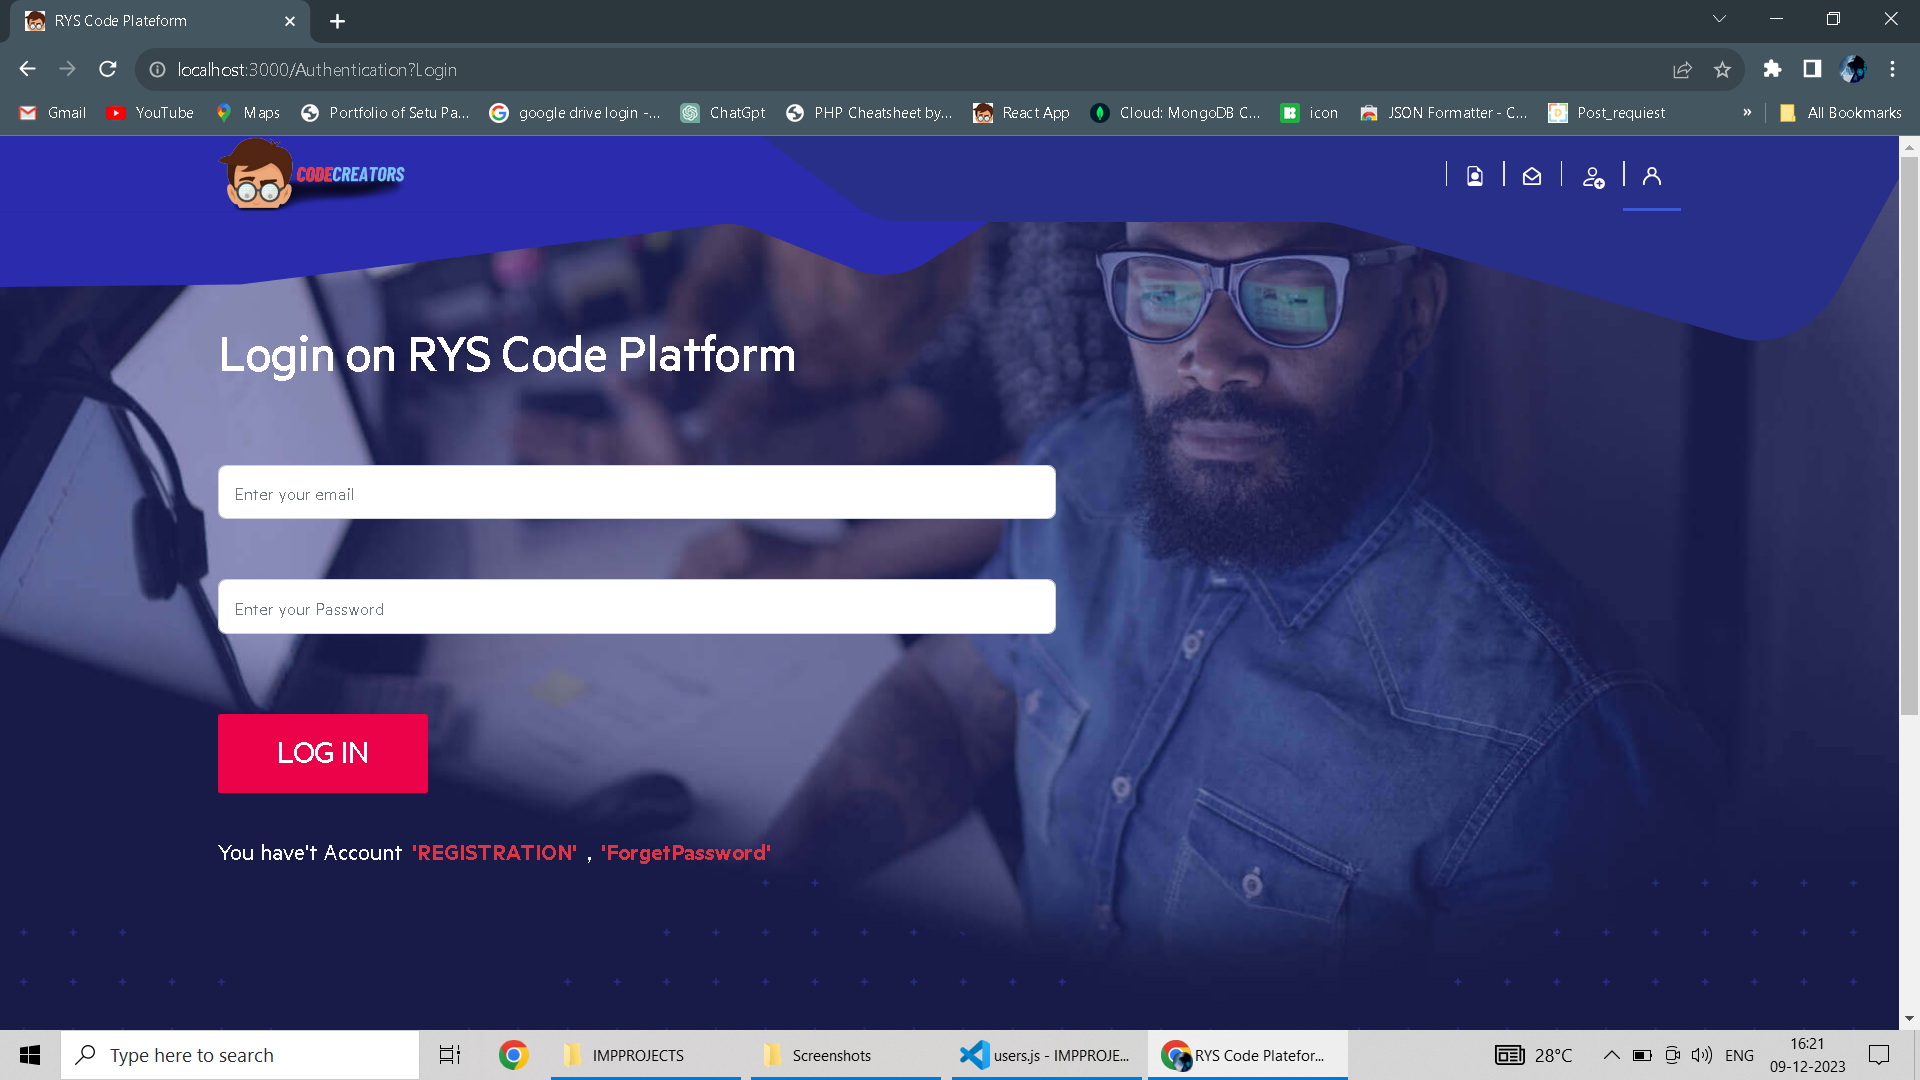 RYS Code Plateform
localhost:3000/Authentication?Login
Gmail
YouTube
Maps
Portfolio of Setu Pa...
google drive login -...
ChatGpt
PHP Cheatsheet by...
React App
Cloud: MongoDB C...
icon
JSON Formatter - C...
Post_requiest
»
All Bookmarks
CODECREATORS
Login on RYS Code Platform
Enter your email
Enter your Password
LOG IN
You have't Account 'REGISTRATION' , 'ForgetPassword'
Type here to search
IMPPROJECTS
Screenshots
users.js - IMPPROJE...
RYS Code Platefor...
28°C
ENG
16:21
09-12-2023